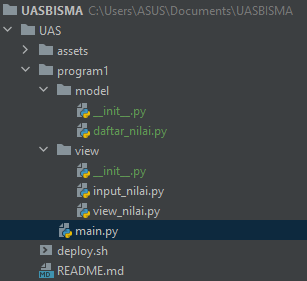 UASBISMA C:\Users\ASUS\Documents\UASBISMA
UAS
assets
program1
model
__init__.py
daftar_nilai.py
view
__init__.py
input_nilai.py
view_nilai.py
main.py
deploy.sh
MD README.md